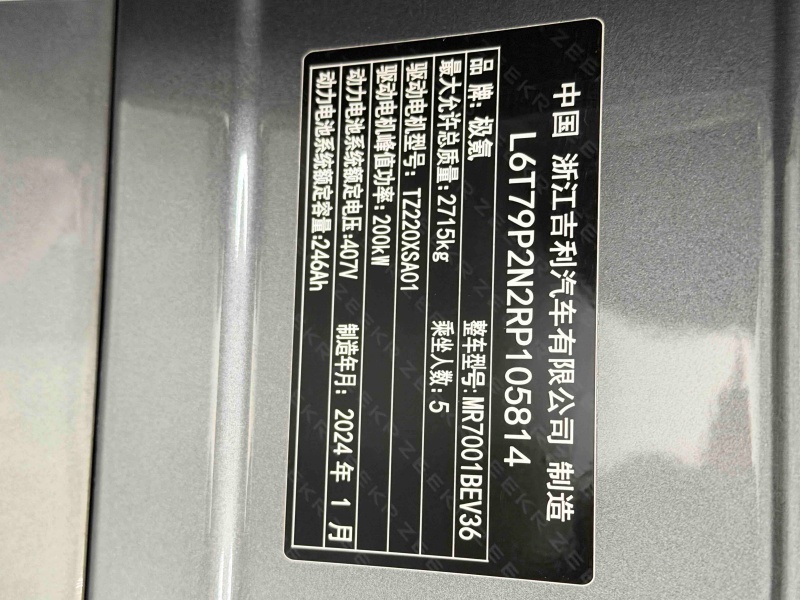 中国 浙江吉利汽车有限公司 制造
L6T79P2N2RP105814
品 牌: 极氪 整车型号: MR7001BEV36
最大允许总质量: 2715kg 乘坐人数: 5
驱动电机型号: TZ220XSA01
驱动电机峰值功率: 200kW
动力电池系统额定电压: 407V
动力电池系统额定容量: 246Ah 制造年月: 2024 年 1 月